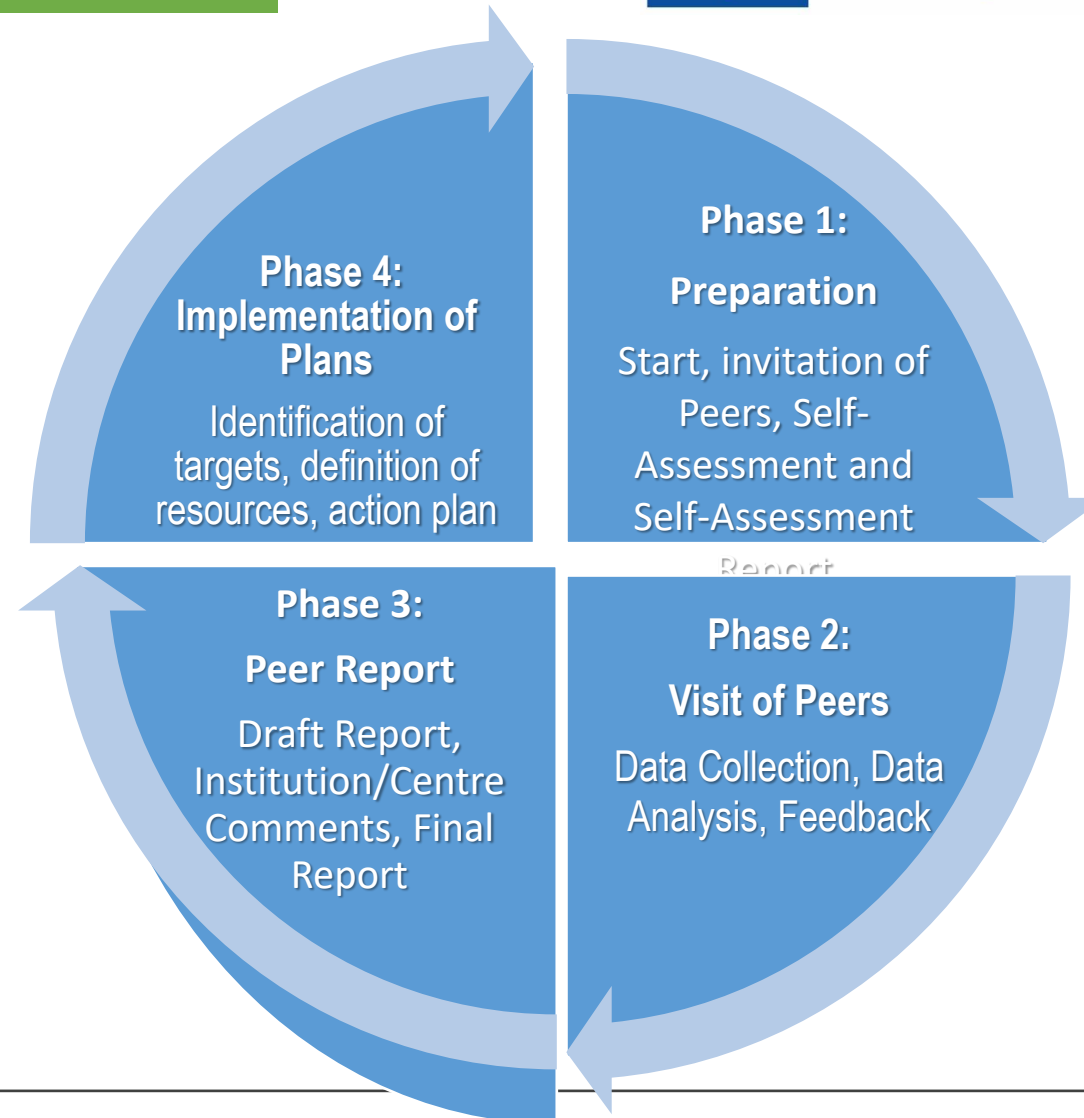 Phase 1:
Preparation
Start, invitation of
Peers, Self-
Assessment and
Self-Assessment
Report
Phase 2:
Visit of Peers
Data Collection, Data
Analysis, Feedback
Phase 3:
Peer Report
Draft Report,
Institution/Centre
Comments, Final
Report
Phase 4:
Implementation of
Plans
Identification of
targets, definition of
resources, action plan